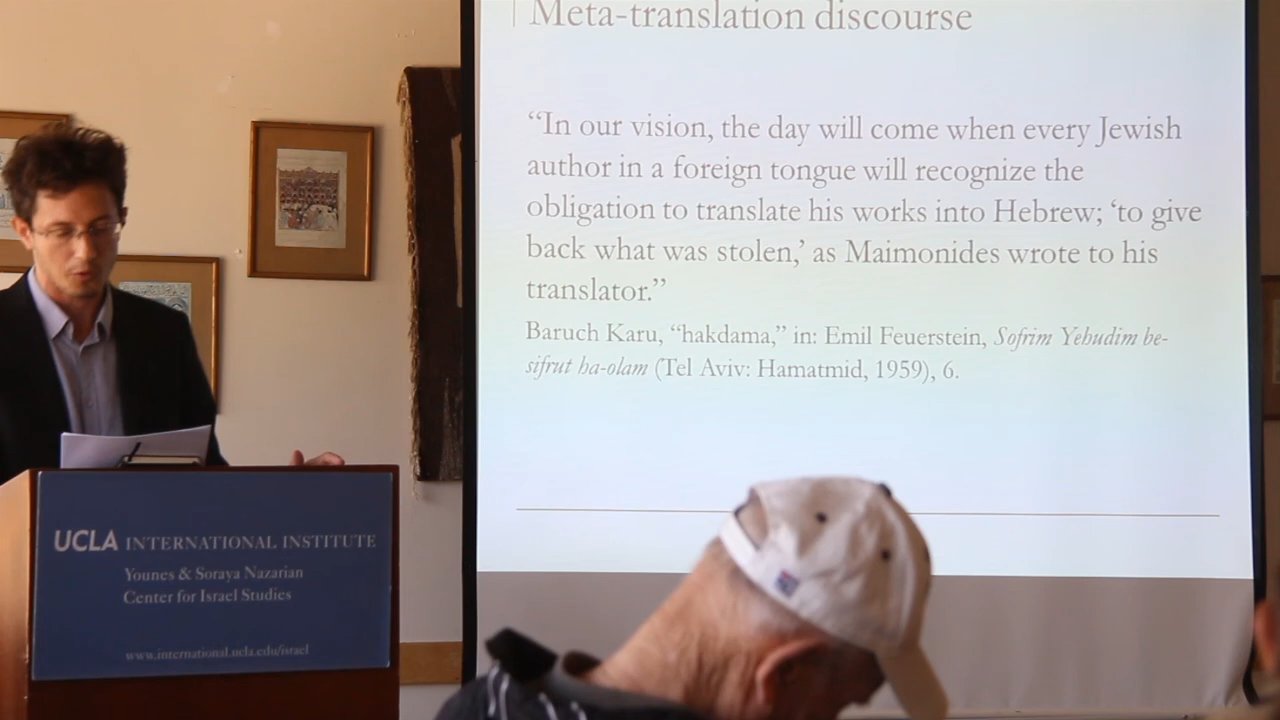 Meta-translation discourse
“In our vision, the day will come when every Jewish
author in a foreign tongue will recognize the
obligation to translate his works into Hebrew; ‘to give
back what was stolen,’ as Maimonides wrote to his
translator.”
Baruch Karu, “hakdama,” in: Emil Feuerstein, Sofrim Yehudim be-
sifrut ha-olam (Tel Aviv: Hamatmid, 1959), 6.
UCLA INTERNATIONAL INSTITUTE
Younes & Soraya Nazarian
Center for Israel Studies
www.international.ucla.edu/israel